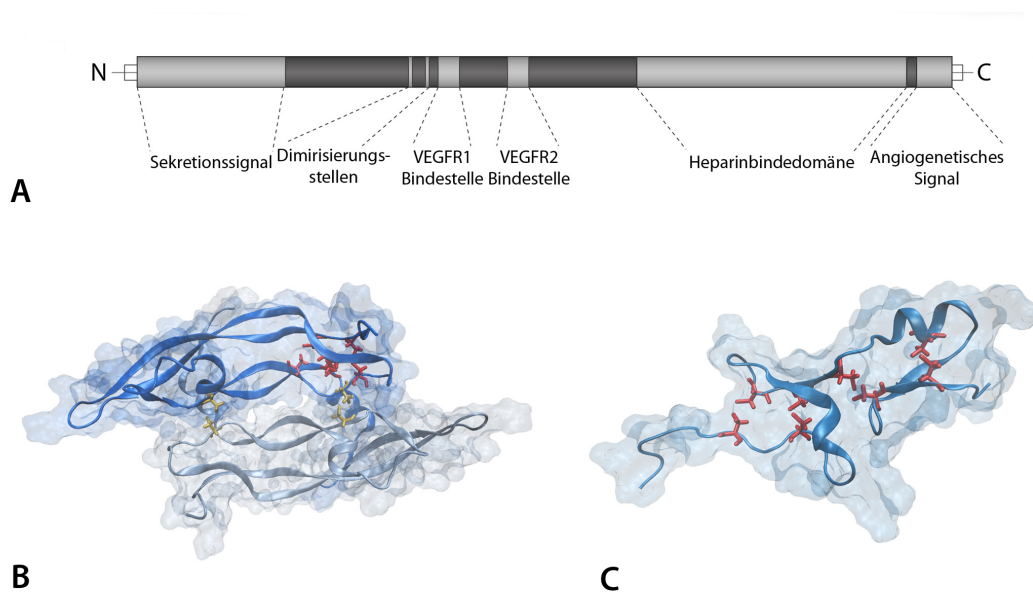 N
C
Sekretionssignal
Dimirisierungs-
stellen
VEGFR1
Bindestelle
VEGFR2
Bindestelle
Heparinbindedomäne
Angiogenetisches
Signal
A
B
C